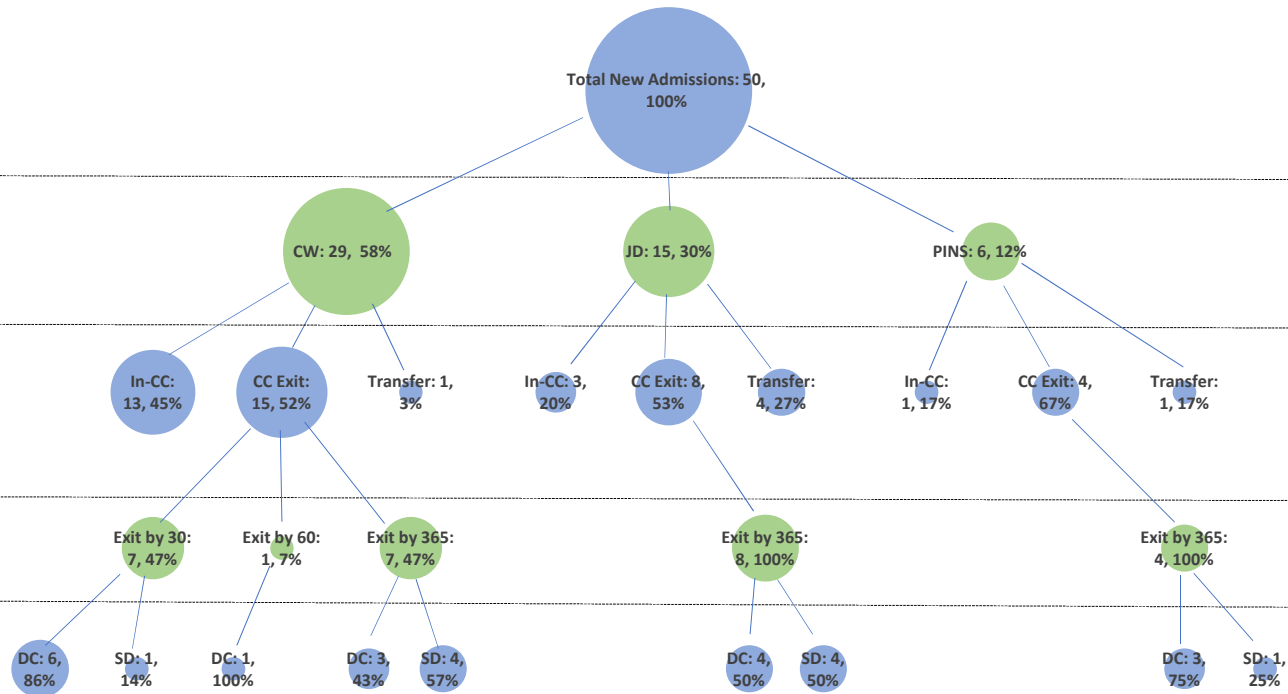 Total New Admissions: 50,
100%
CW: 29, 58%
JD: 15, 30%
PINS: 6, 12%
In-CC:
13, 45%
CC Exit:
15, 52%
Transfer: 1,
3%
In-CC: 3,
20%
CC Exit: 8,
53%
Transfer:
4, 27%
In-CC:
1, 17%
CC Exit: 4,
67%
Transfer:
1, 17%
Exit by 30:
7, 47%
Exit by 60:
1, 7%
Exit by 365:
7, 47%
Exit by 365:
8, 100%
Exit by 365:
4, 100%
DC: 6,
86%
SD: 1,
14%
DC: 1,
100%
DC: 3,
43%
SD: 4,
57%
DC: 4,
50%
SD: 4,
50%
DC: 3,
75%
SD: 1,
25%